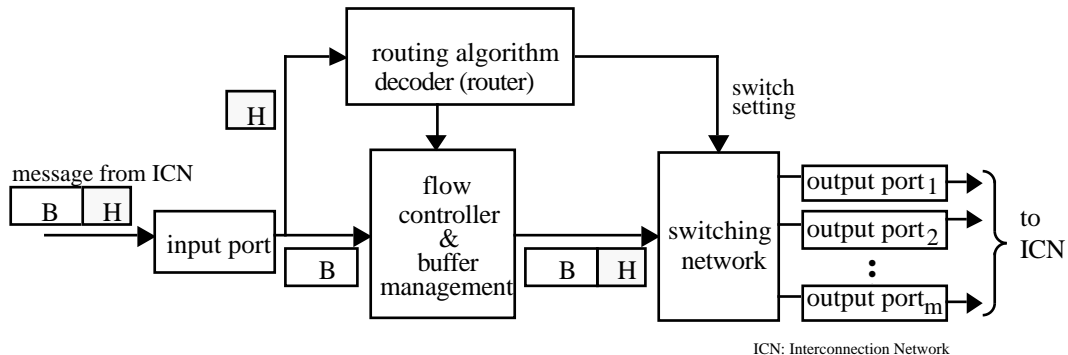 routing algorithm
decoder (router)
switch
setting
H
message from ICN
B H
input port
B
flow
controller
&
buffer
management
B H
switching
network
output port1
output port2
:
output portm
to
ICN
ICN: Interconnection Network